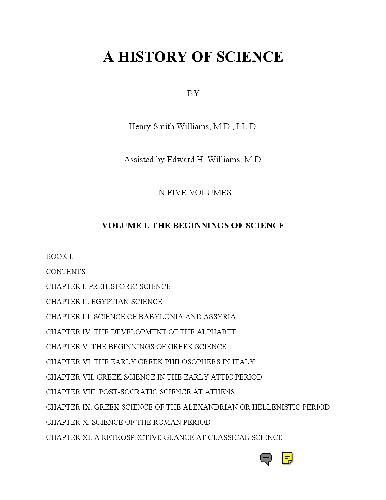 A HISTORY OF SCIENCE
BY
Henry Smith Williams, M.D., LL.D.
Assisted by Edward H. Williams, M.D.
IN FIVE VOLUMES
VOLUME I. THE BEGINNINGS OF SCIENCE
BOOK I.
CONTENTS
CHAPTER I. PREHISTORIC SCIENCE
CHAPTER II. EGYPTIAN SCIENCE
CHAPTER III. SCIENCE OF BABYLONIA AND ASSYRIA
CHAPTER IV. THE DEVELOPMENT OF THE ALPHABET
CHAPTER V. THE BEGINNINGS OF GREEK SCIENCE
CHAPTER VI. THE EARLY GREEK PHILOSOPHERS IN ITALY
CHAPTER VII. GREEK SCIENCE IN THE EARLY ATTIC PERIOD
CHAPTER VIII. POST-SOCRATIC SCIENCE AT ATHENS
CHAPTER IX. GREEK SCIENCE OF THE ALEXANDRIAN OR HELLENISTIC PERIOD
CHAPTER X. SCIENCE OF THE ROMAN PERIOD
CHAPTER XI. A RETROSPECTIVE GLANCE AT CLASSICAL SCIENCE